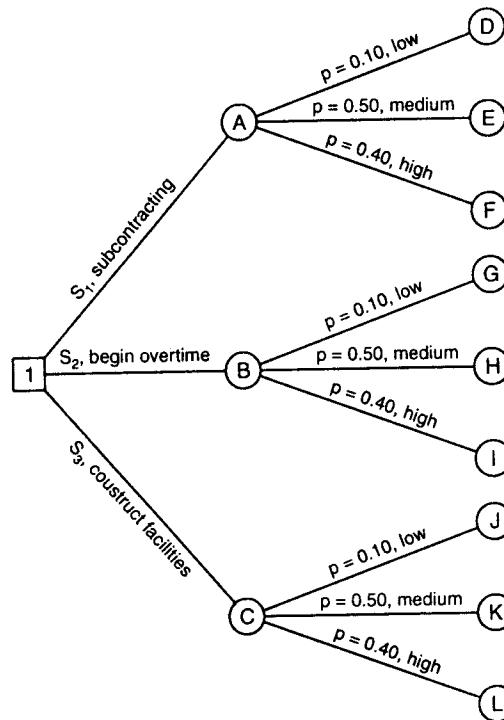 D
p = 0.10, low
A
p = 0.50, medium
E
p = 0.40, high
F
S₁, subcontracting
G
p = 0.10, low
1
S₂, begin overtime
B
p = 0.50, medium
H
p = 0.40, high
I
S₃, coustruct facilities
J
p = 0.10, low
C
p = 0.50, medium
K
p = 0.40, high
L